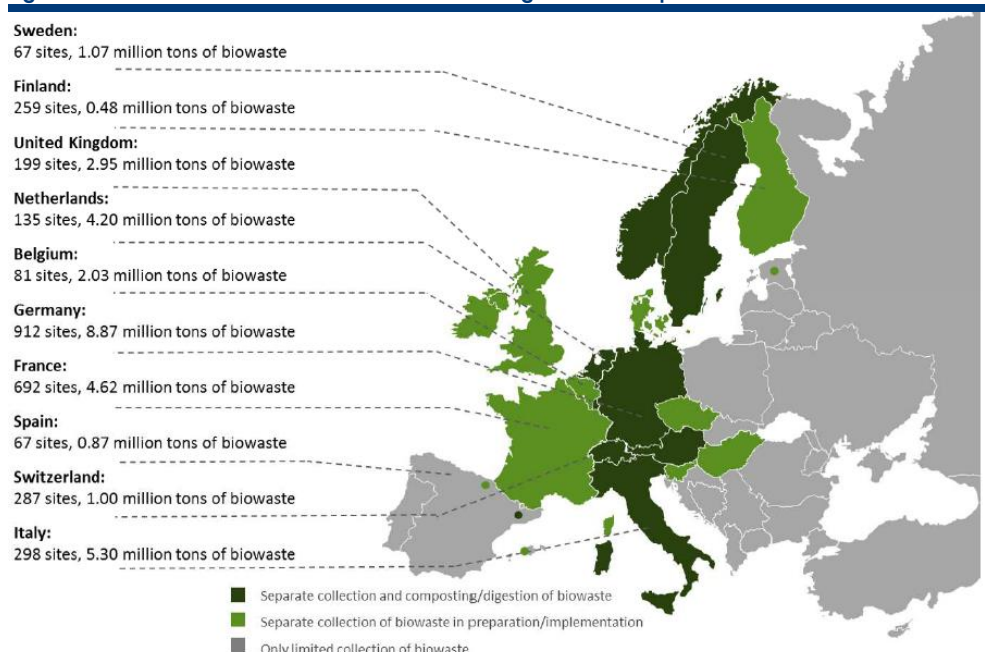 Sweden:
67 sites, 1.07 million tons of biowaste
Finland:
259 sites, 0.48 million tons of biowaste
United Kingdom:
199 sites, 2.95 million tons of biowaste
Netherlands:
135 sites, 4.20 million tons of biowaste
Belgium:
81 sites, 2.03 million tons of biowaste
Germany:
912 sites, 8.87 million tons of biowaste
France:
692 sites, 4.62 million tons of biowaste
Spain:
67 sites, 0.87 million tons of biowaste
Switzerland:
287 sites, 1.00 million tons of biowaste
Italy:
298 sites, 5.30 million tons of biowaste
Separate collection and composting/digestion of biowaste
Separate collection of biowaste in preparation/implementation
Only limited collection of biowaste